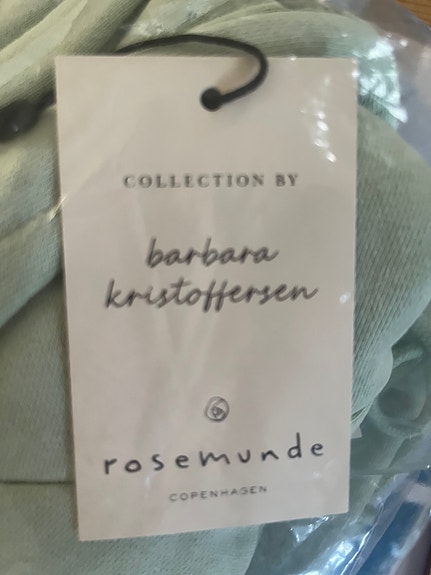 COLLECTION BY
barbara
kristoffersen
rosemunde
COPENHAGEN